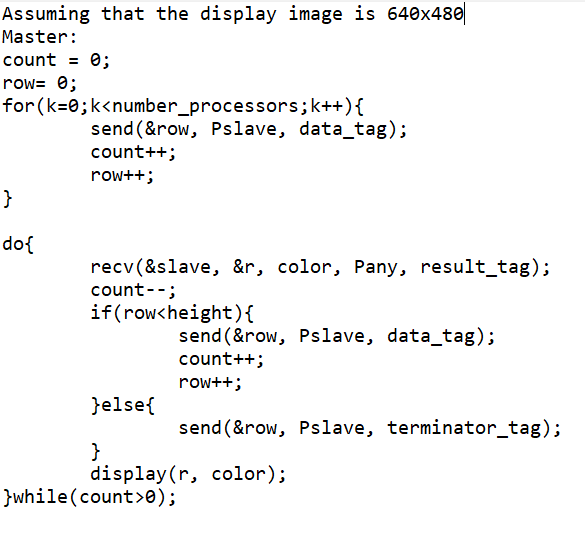 Assuming that the display image is 640x480
Master:
count = 0;
row= 0;
for(k=0;k<number_processors;k++){
        send(&row, Pslave, data_tag);
        count++;
        row++;
}

do{
        recv(&slave, &r, color, Pany, result_tag);
        count--;
        if(row<height){
                send(&row, Pslave, data_tag);
                count++;
                row++;
        }else{
                send(&row, Pslave, terminator_tag);
        }
        display(r, color);
}while(count>0);